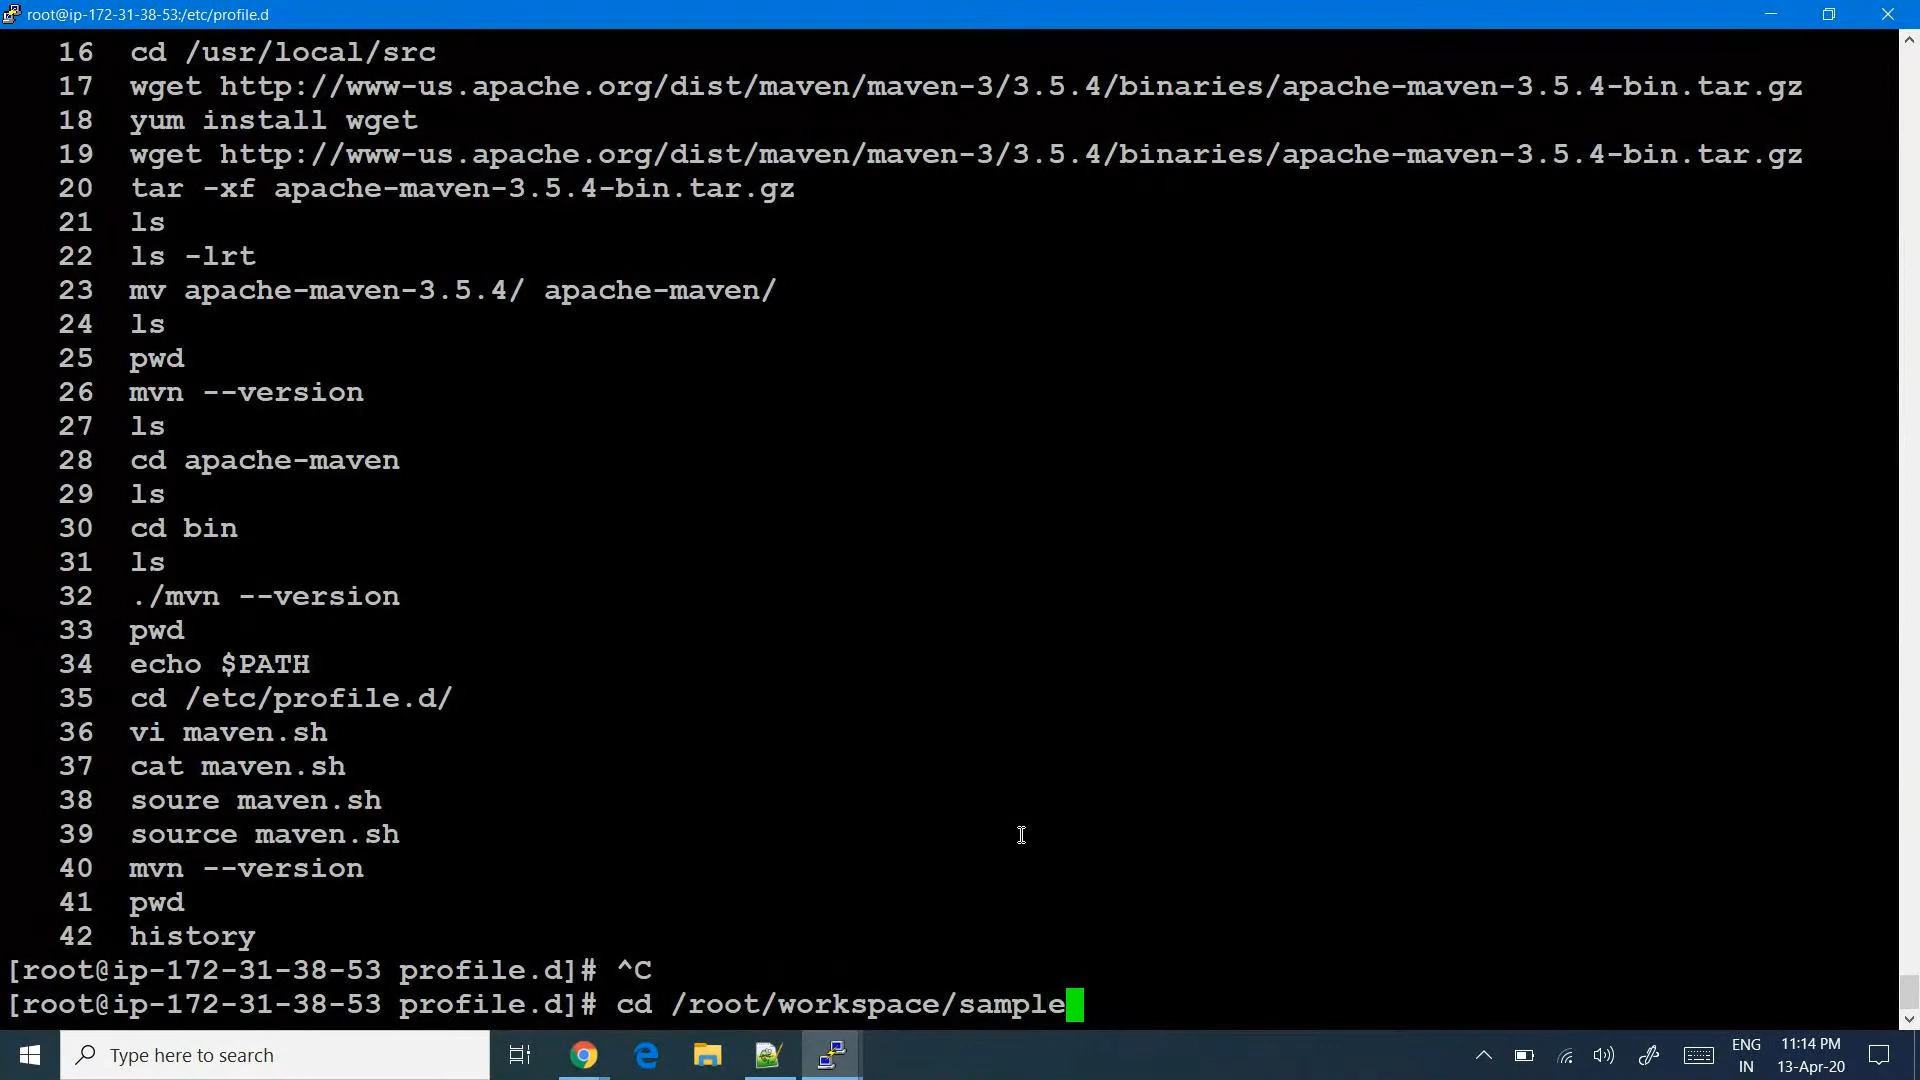 root@ip-172-31-38-53:/etc/profile.d
16 cd /usr/local/src
17 wget http://www-us.apache.org/dist/maven/maven-3/3.5.4/binaries/apache-maven-3.5.4-bin.tar.gz
18 yum install wget
19 wget http://www-us.apache.org/dist/maven/maven-3/3.5.4/binaries/apache-maven-3.5.4-bin.tar.gz
20 tar -xf apache-maven-3.5.4-bin.tar.gz
21 ls
22 ls -lrt
23 mv apache-maven-3.5.4/ apache-maven/
24 ls
25 pwd
26 mvn --version
27 ls
28 cd apache-maven
29 ls
30 cd bin
31 ls
32 ./mvn --version
33 pwd
34 echo $PATH
35 cd /etc/profile.d/
36 vi maven.sh
37 cat maven.sh
38 soure maven.sh
39 source maven.sh
40 mvn --version
41 pwd
42 history
[root@ip-172-31-38-53 profile.d]# ^C
[root@ip-172-31-38-53 profile.d]# cd /root/workspace/sample
Type here to search
ENG
IN
11:14 PM
13-Apr-20